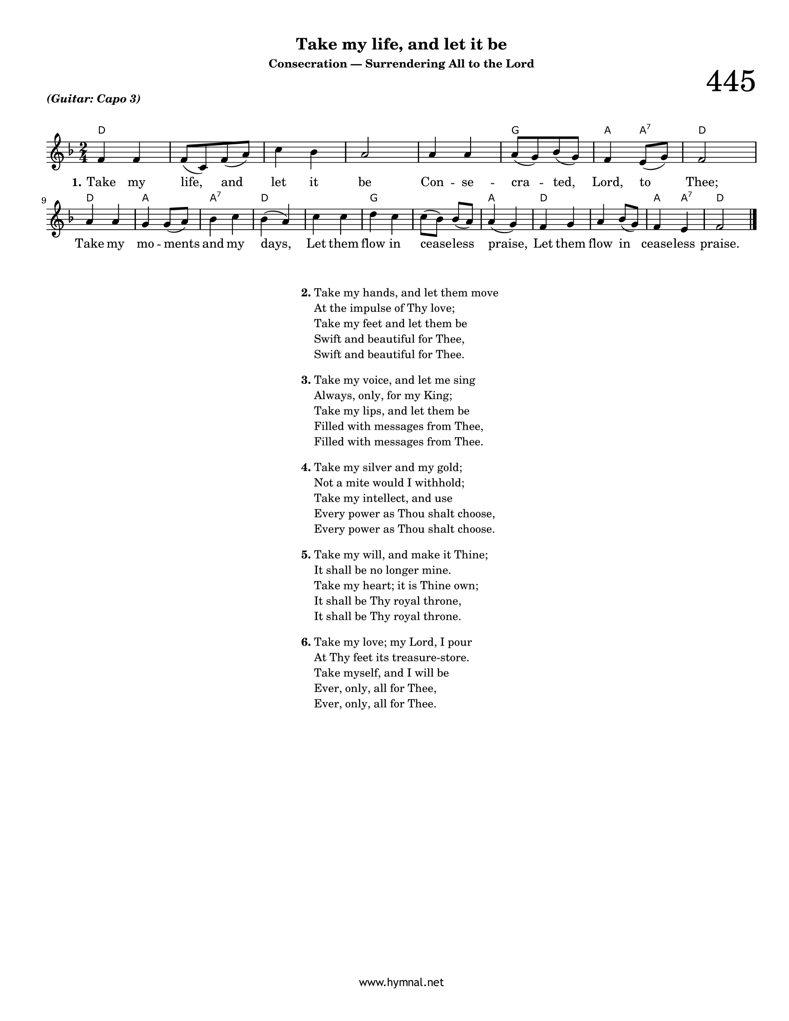 Take my life, and let it be
Consecration — Surrendering All to the Lord
445
(Guitar: Capo 3)
D G A A7 D
2
4
1. Take my life, and let it be Con - se - cra - ted, Lord, to Thee;
9
D A A7 D G A D A A7 D
Take my mo - ments and my days, Let them flow in ceaseless praise, Let them flow in ceaseless praise.
2. Take my hands, and let them move
At the impulse of Thy love;
Take my feet and let them be
Swift and beautiful for Thee,
Swift and beautiful for Thee.
3. Take my voice, and let me sing
Always, only, for my King;
Take my lips, and let them be
Filled with messages from Thee,
Filled with messages from Thee.
4. Take my silver and my gold;
Not a mite would I withhold;
Take my intellect, and use
Every power as Thou shalt choose,
Every power as Thou shalt choose.
5. Take my will, and make it Thine;
It shall be no longer mine.
Take my heart; it is Thine own;
It shall be Thy royal throne,
It shall be Thy royal throne.
6. Take my love; my Lord, I pour
At Thy feet its treasure-store.
Take myself, and I will be
Ever, only, all for Thee,
Ever, only, all for Thee.
www.hymnal.net